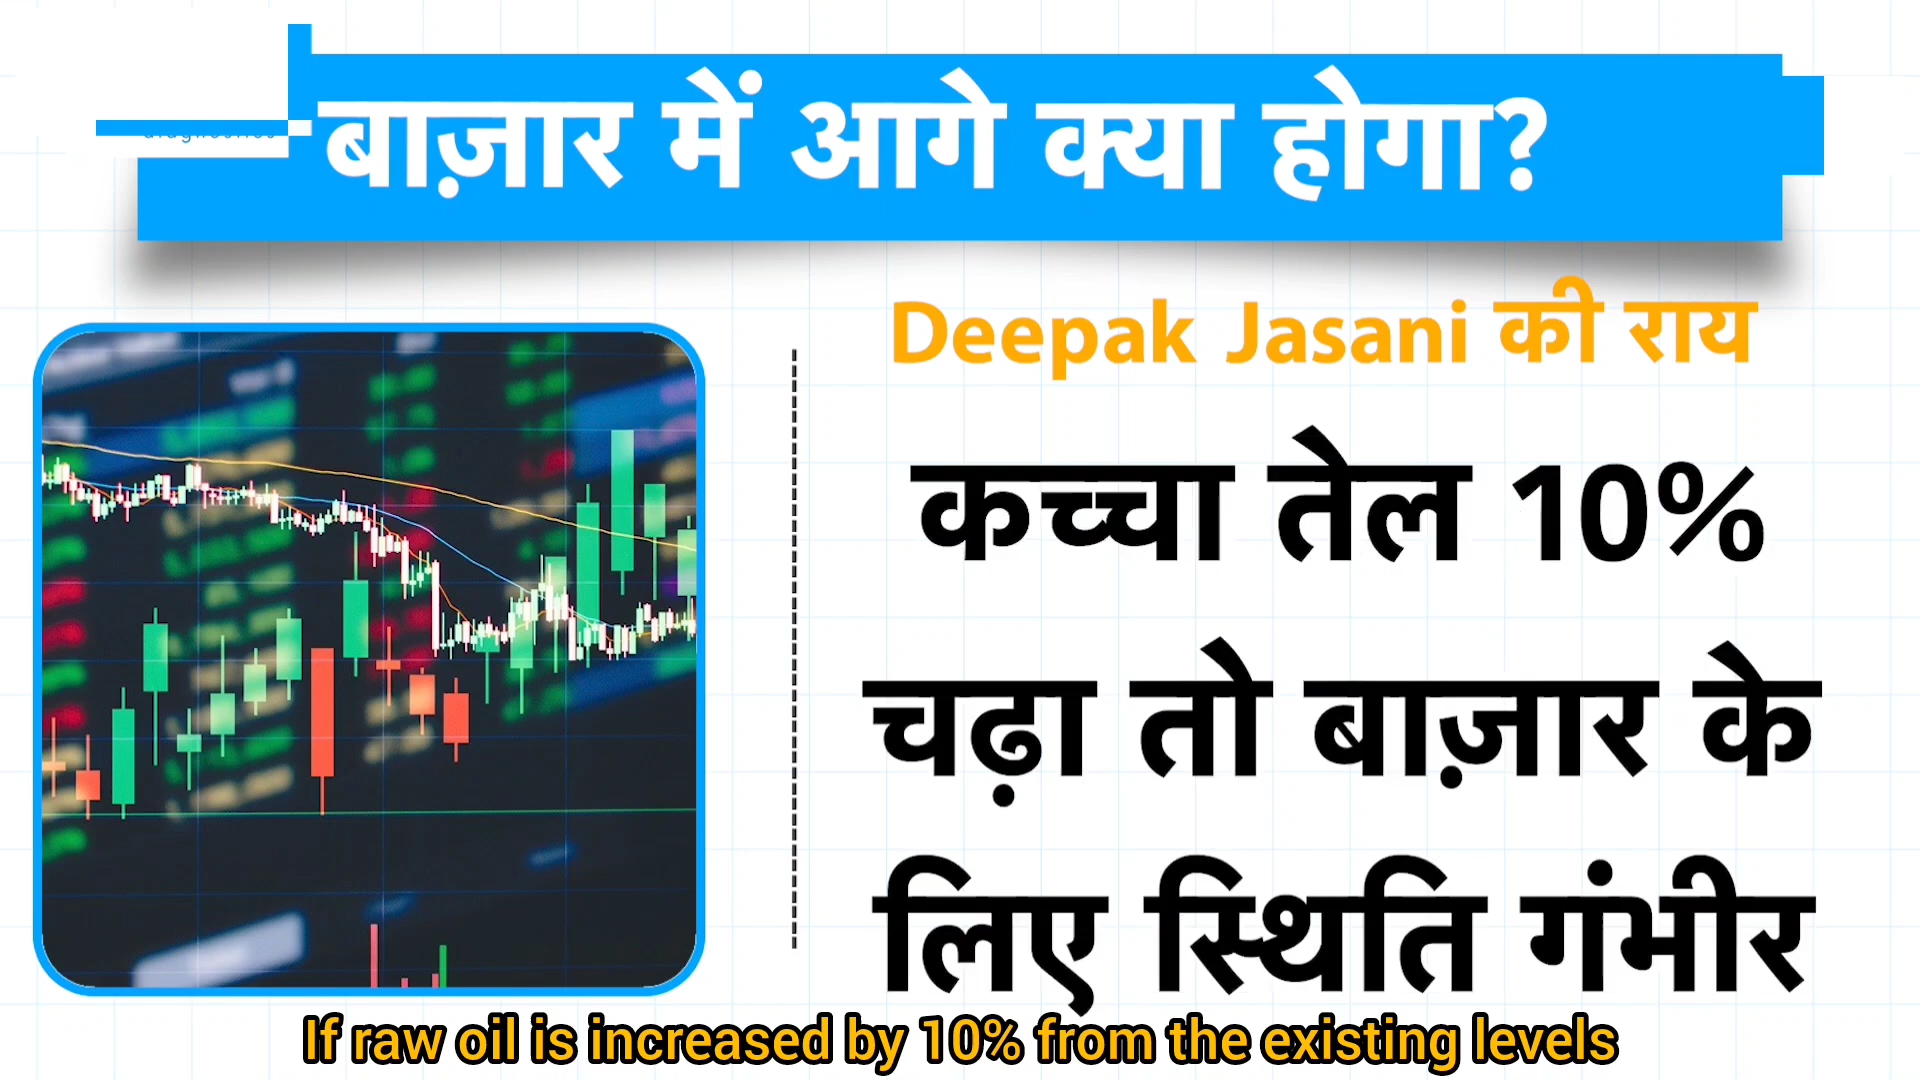 बाज़ार में आगे क्या होगा?
Deepak Jasani की राय
कच्चा तेल 10%
चढ़ा तो बाज़ार के
लिए स्थिति गंभीर
If raw oil is increased by 10% from the existing levels